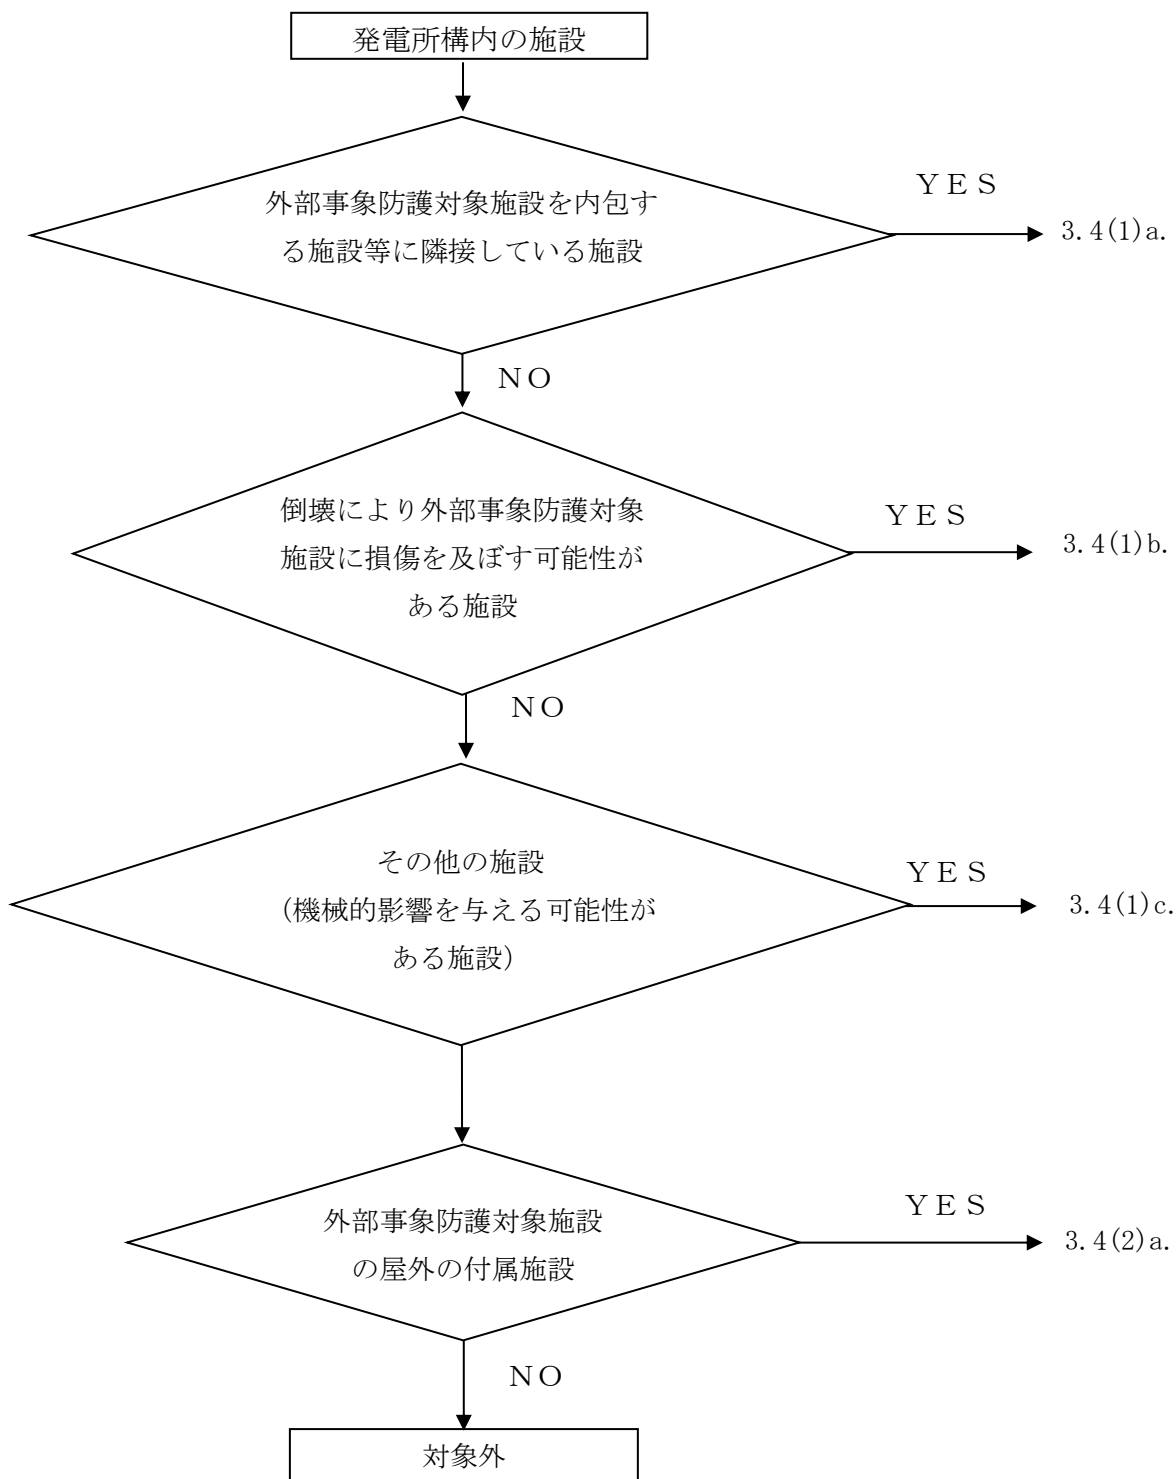 発電所構内の施設
外部事象防護対象施設を内包す
る施設等に隣接している施設
ＹＥＳ
3.4(1)a.
ＮＯ
倒壊により外部事象防護対象
施設に損傷を及ぼす可能性が
ある施設
ＹＥＳ
3.4(1)b.
ＮＯ
その他の施設
（機械的影響を与える可能性が
ある施設）
ＹＥＳ
3.4(1)c.
外部事象防護対象施設
の屋外の付属施設
ＹＥＳ
3.4(2)a.
ＮＯ
対象外